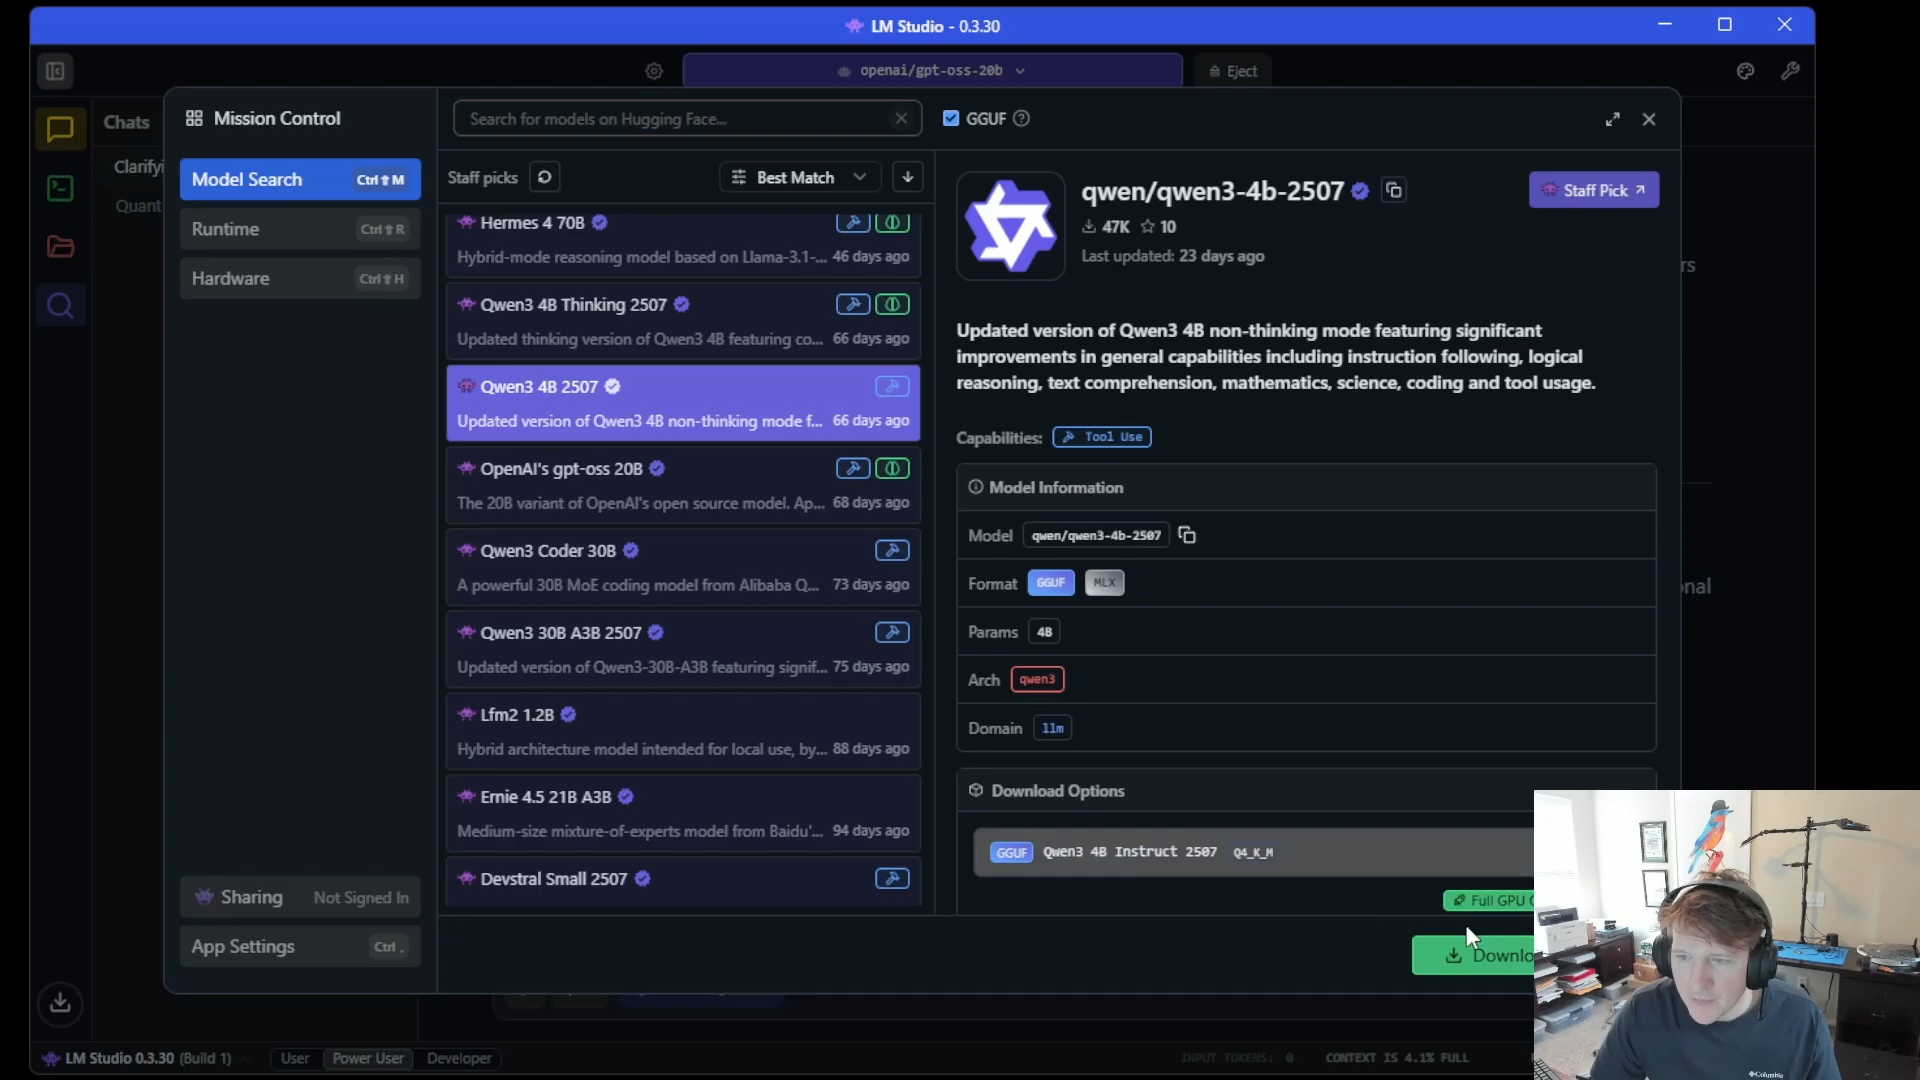 LM Studio - 0.3.30
openai/gpt-oss-20b
Eject
Chats
Clarifyi
Quant
Mission Control
Model Search Ctrl⇧M
Runtime Ctrl⇧R
Hardware Ctrl⇧H
Sharing Not Signed In
App Settings Ctrl .
Search for models on Hugging Face...
GGUF
Staff picks
Best Match
Hermes 4 70B
Hybrid-mode reasoning model based on Llama-3.1-... 46 days ago
Qwen3 4B Thinking 2507
Updated thinking version of Qwen3 4B featuring co... 66 days ago
Qwen3 4B 2507
Updated version of Qwen3 4B non-thinking mode f... 66 days ago
OpenAI's gpt-oss 20B
The 20B variant of OpenAI's open source model. Ap... 68 days ago
Qwen3 Coder 30B
A powerful 30B MoE coding model from Alibaba Q... 73 days ago
Qwen3 30B A3B 2507
Updated version of Qwen3-30B-A3B featuring signif... 75 days ago
Lfm2 1.2B
Hybrid architecture model intended for local use, by... 88 days ago
Ernie 4.5 21B A3B
Medium-size mixture-of-experts model from Baidu'... 94 days ago
Devstral Small 2507
qwen/qwen3-4b-2507
Staff Pick
47K 10
Last updated: 23 days ago
Updated version of Qwen3 4B non-thinking mode featuring significant
improvements in general capabilities including instruction following, logical
reasoning, text comprehension, mathematics, science, coding and tool usage.
Capabilities: Tool Use
Model Information
Model qwen/qwen3-4b-2507
Format GGUF MLX
Params 4B
Arch qwen3
Domain llm
Download Options
GGUF Qwen3 4B Instruct 2507 Q4_K_M
Full GPU
Downlo
rs
onal
LM Studio 0.3.30 (Build 1)
User
Power User
Developer
INPUT TOKENS: 0
CONTEXT IS 4.1% FULL
Columbia